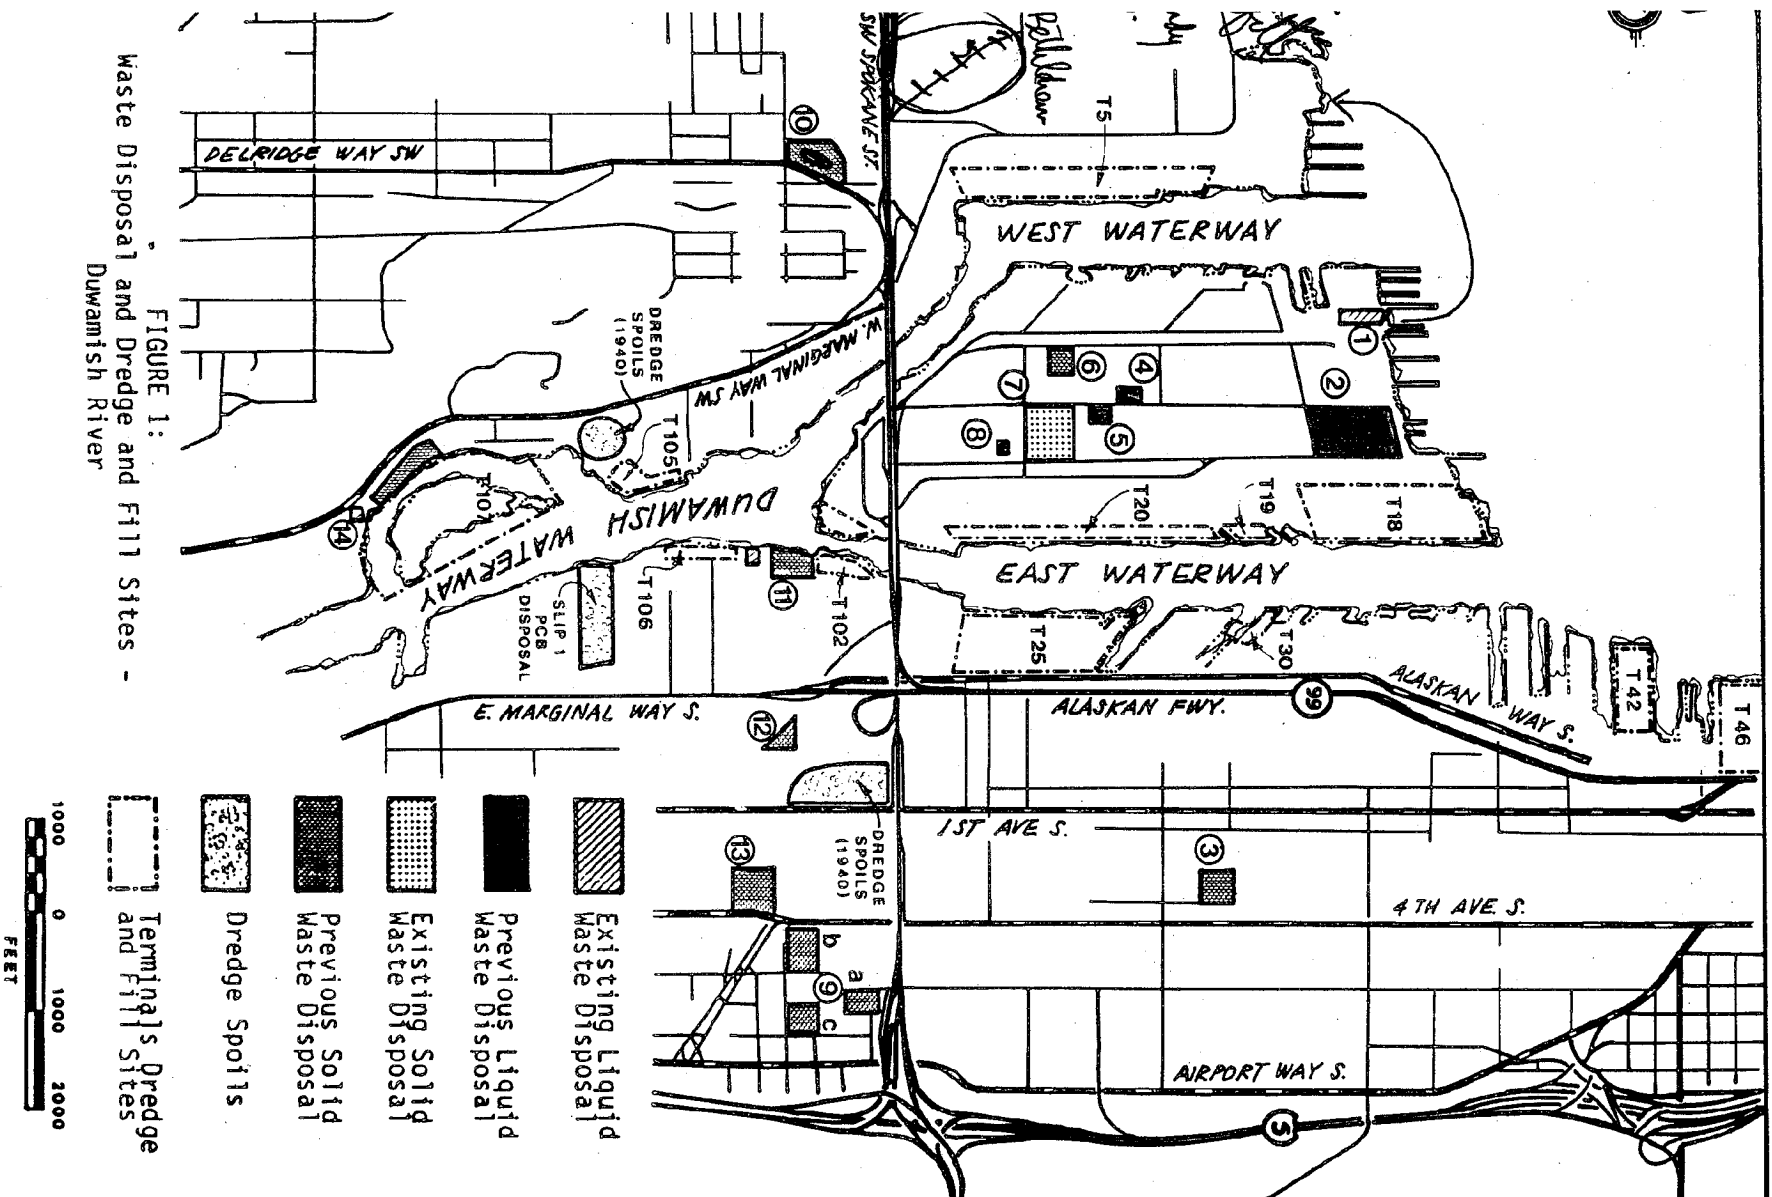 FIGURE 1:
Waste Disposal and Dredge and Fill Sites -
Duwamish River
SW SPOKANE ST.
T5
10
DELRIDGE WAY SW
WEST WATERWAY
1
2
6
4
7
5
8
W. MARGINAL WAY SW
DREDGE
SPOILS
(1940)
T105
T107
14
DUWAMISH
WATERWAY
T20
T19
T18
EAST WATERWAY
11
T102
T106
SLIP 1
PCB
DISPOSAL
T25
T30
T42
T46
ALASKAN
WAY S.
ALASKAN FWY.
99
E. MARGINAL WAY S.
12
DREDGE
SPOILS
(1940)
1ST AVE S.
13
3
4TH AVE. S.
b
a
9
c
AIRPORT WAY S.
5
Existing Liquid
Waste Disposal
Previous Liquid
Waste Disposal
Existing Solid
Waste Disposal
Previous Solid
Waste Disposal
Dredge Spoils
Terminals Dredge
and Fill Sites
1000 0 1000 2000
FEET